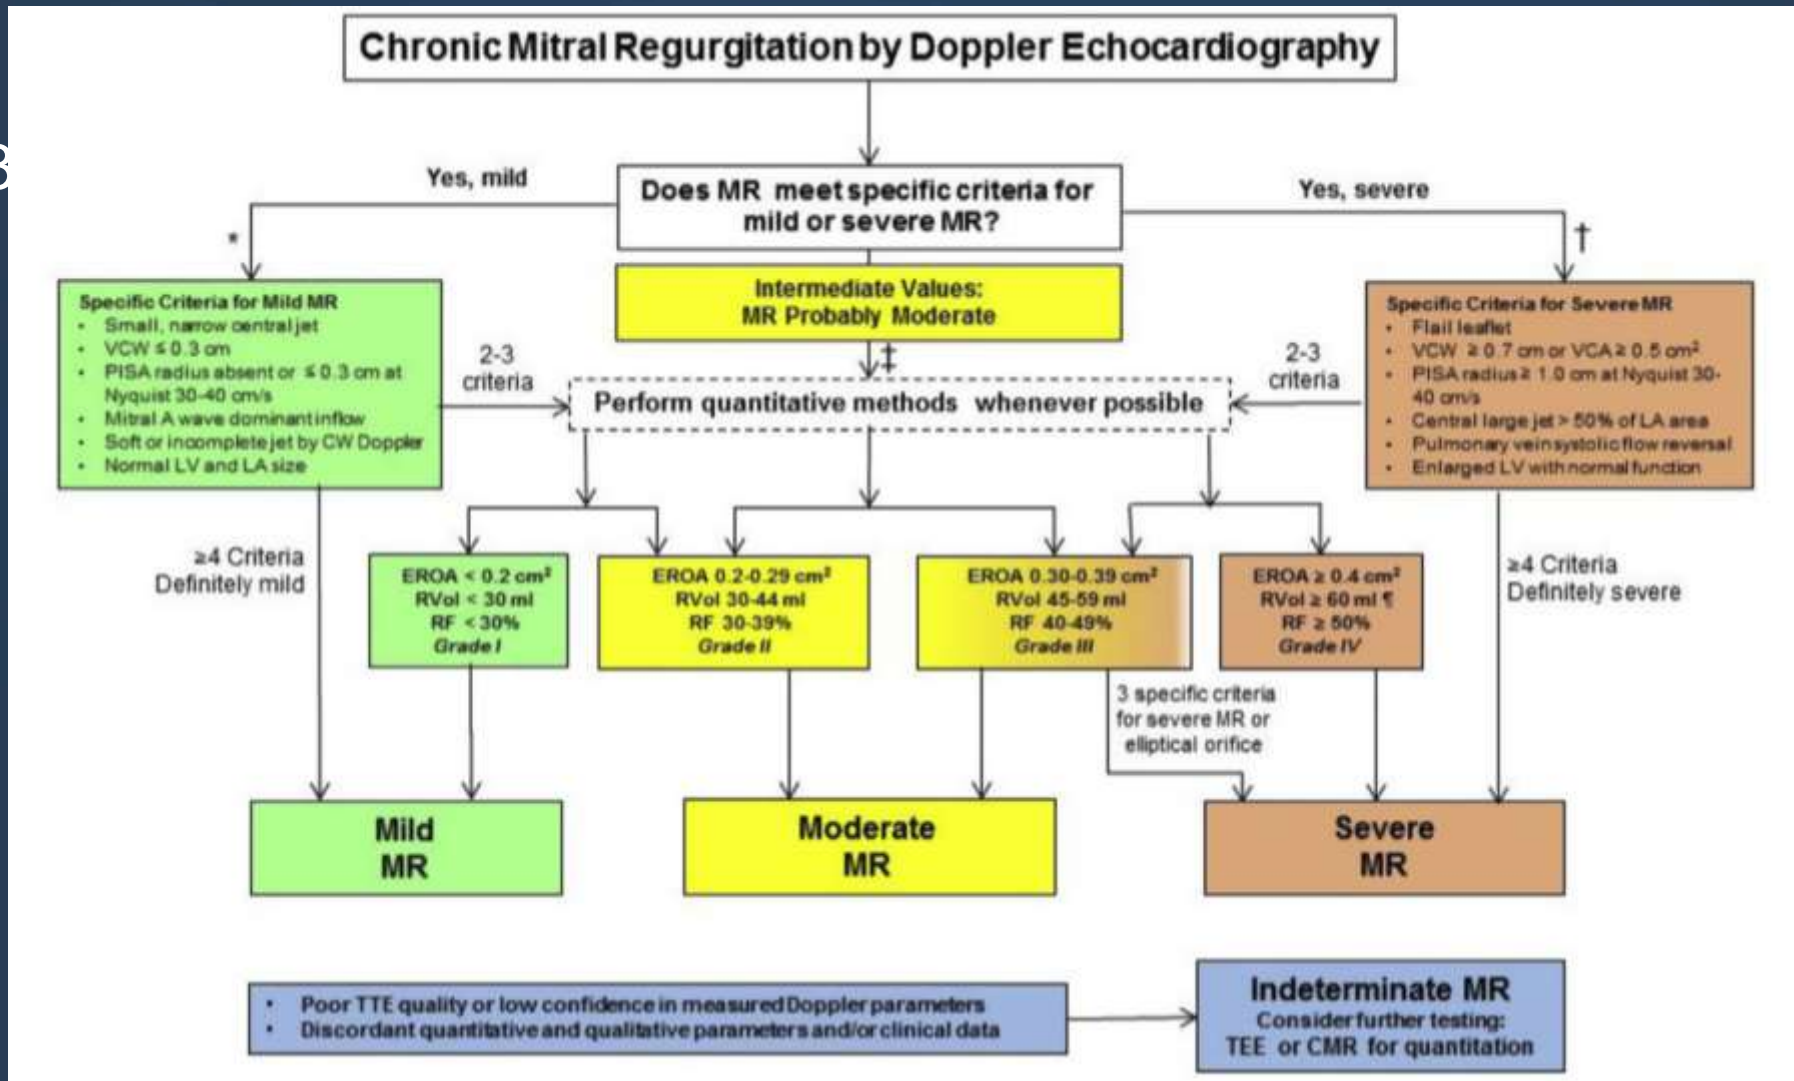 Chronic Mitral Regurgitation by Doppler Echocardiography
3
Yes, mild
Does MR meet specific criteria for
mild or severe MR?
Yes, severe
*
†
Intermediate Values:
MR Probably Moderate
Specific Criteria for Mild MR
• Small, narrow central jet
• VCW ≤ 0.3 cm
• PISA radius absent or ≤ 0.3 cm at
Nyquist 30-40 cm/s
• Mitral A wave dominant inflow
• Soft or incomplete jet by CW Doppler
• Normal LV and LA size
Specific Criteria for Severe MR
• Flail leaflet
• VCW ≥ 0.7 cm or VCA ≥ 0.5 cm²
• PISA radius ≥ 1.0 cm at Nyquist 30-
40 cm/s
• Central large jet > 50% of LA area
• Pulmonary vein systolic flow reversal
• Enlarged LV with normal function
2-3
criteria
‡
2-3
criteria
Perform quantitative methods whenever possible
≥4 Criteria
Definitely mild
EROA < 0.2 cm²
RVol < 30 ml
RF < 30%
Grade I
EROA 0.2-0.29 cm²
RVol 30-44 ml
RF 30-39%
Grade II
EROA 0.30-0.39 cm²
RVol 45-59 ml
RF 40-49%
Grade III
EROA ≥ 0.4 cm²
RVol ≥ 60 ml ¶
RF ≥ 50%
Grade IV
≥4 Criteria
Definitely severe
3 specific criteria
for severe MR or
elliptical orifice
Mild
MR
Moderate
MR
Severe
MR
• Poor TTE quality or low confidence in measured Doppler parameters
• Discordant quantitative and qualitative parameters and/or clinical data
Indeterminate MR
Consider further testing:
TEE or CMR for quantitation